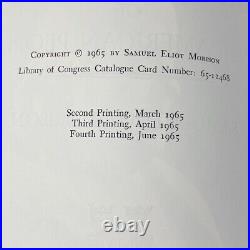 COPYRIGHT © 1965 BY SAMUEL ELIOT MORISON
Library of Congress Catalogue Card Number: 65-12468
Second Printing, March 1965
Third Printing, April 1965
Fourth Printing, June 1965